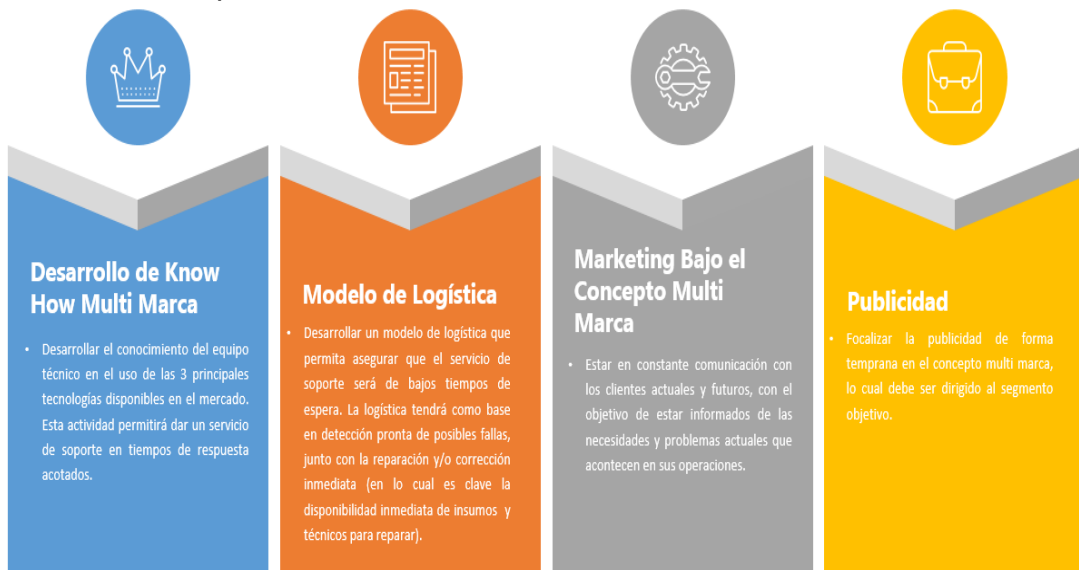 Desarrollo de Know
How Multi Marca
• Desarrollar el conocimiento del equipo
técnico en el uso de las 3 principales
tecnologías disponibles en el mercado.
Esta actividad permitirá dar un servicio
de soporte en tiempos de respuesta
acotados.
Modelo de Logística
• Desarrollar un modelo de logística que
permita asegurar que el servicio de
soporte será de bajos tiempos de
espera. La logística tendrá como base
en detección pronta de posibles fallas,
junto con la reparación y/o corrección
inmediata (en lo cual es clave la
disponibilidad inmediata de insumos y
técnicos para reparar).
Marketing Bajo el
Concepto Multi
Marca
• Estar en constante comunicación con
los clientes actuales y futuros, con el
objetivo de estar informados de las
necesidades y problemas actuales que
acontecen en sus operaciones.
Publicidad
• Focalizar la publicidad de forma
temprana en el concepto multi marca,
lo cual debe ser dirigido al segmento
objetivo.